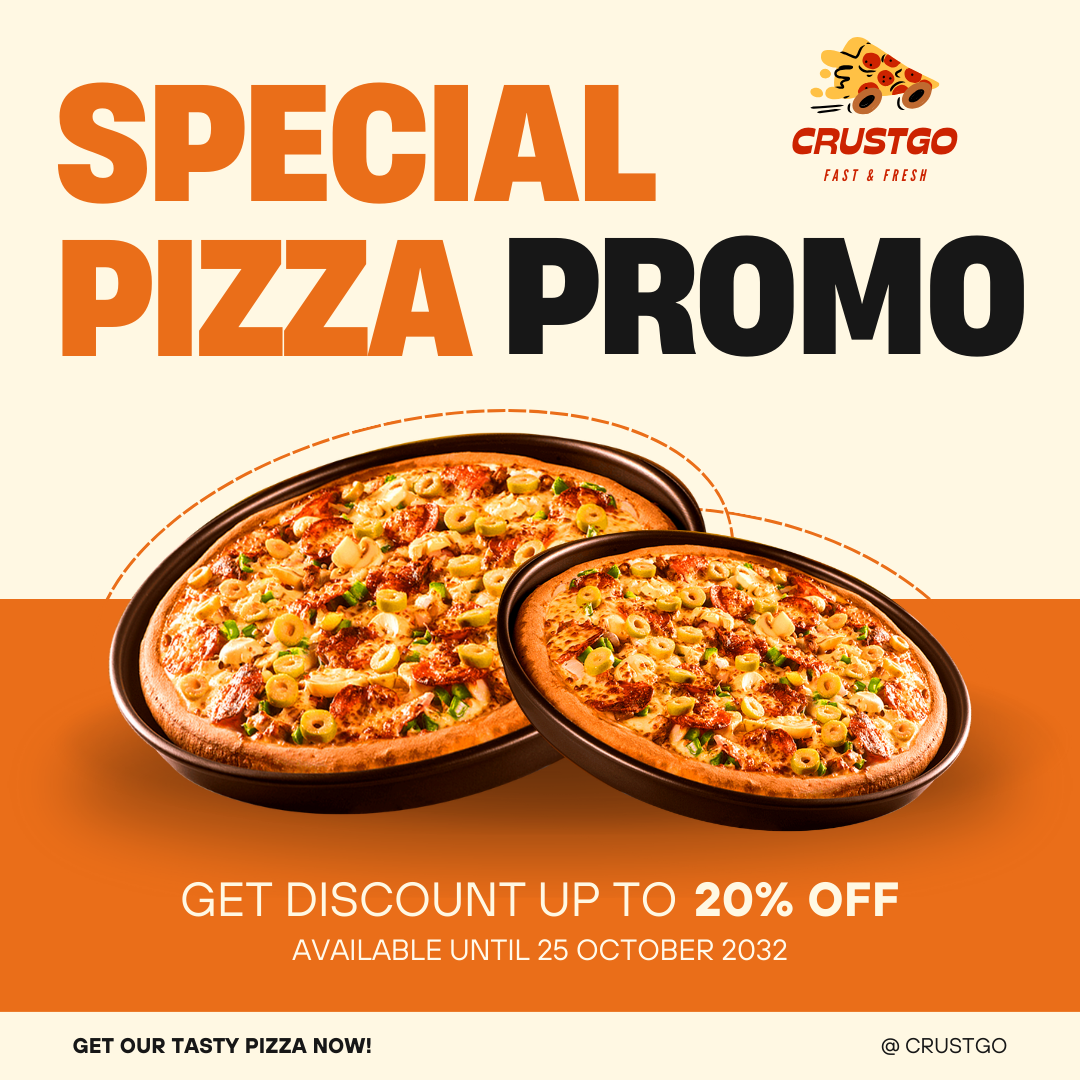 SPECIAL
PIZZA PROMO
CRUSTGO
FAST & FRESH
GET DISCOUNT UP TO 20% OFF
AVAILABLE UNTIL 25 OCTOBER 2032
GET OUR TASTY PIZZA NOW!
@ CRUSTGO